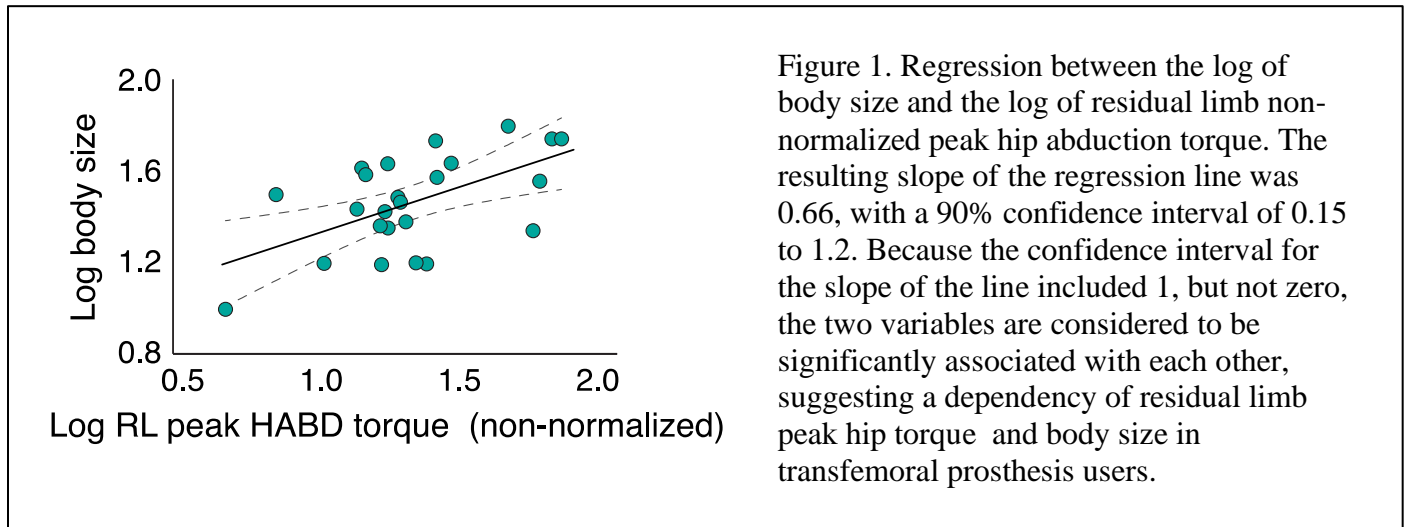 2.0
1.6
1.2
0.8
Log body size
0.5 1.0 1.5 2.0
Log RL peak HABD torque (non-normalized)
Figure 1. Regression between the log of
body size and the log of residual limb non-
normalized peak hip abduction torque. The
resulting slope of the regression line was
0.66, with a 90% confidence interval of 0.15
to 1.2. Because the confidence interval for
the slope of the line included 1, but not zero,
the two variables are considered to be
significantly associated with each other,
suggesting a dependency of residual limb
peak hip torque and body size in
transfemoral prosthesis users.